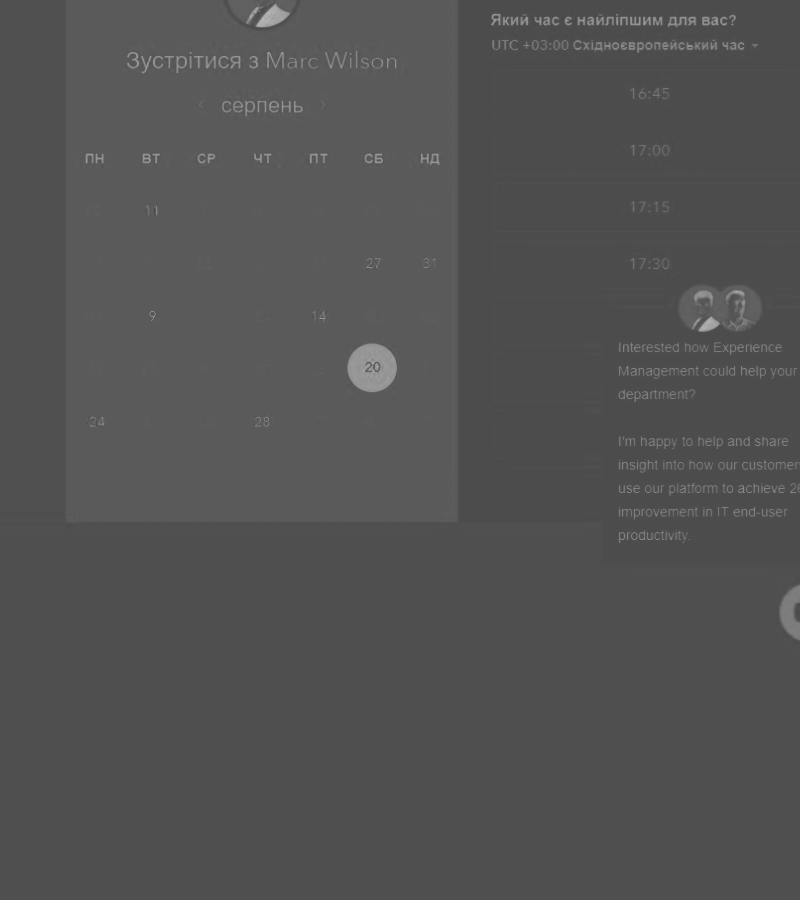 Зустрітися з Marc Wilson
серпень
ПН ВТ СР ЧТ ПТ СБ НД
11
27 31
9 14
20
24 28
Який час є найліпшим для вас?
UTC +03:00 Східноєвропейський час
16:45
17:00
17:15
17:30
Interested how Experience
Management could help your
department?
I'm happy to help and share
insight into how our
use our platform to achieve
improvement in IT end-user
productivity.